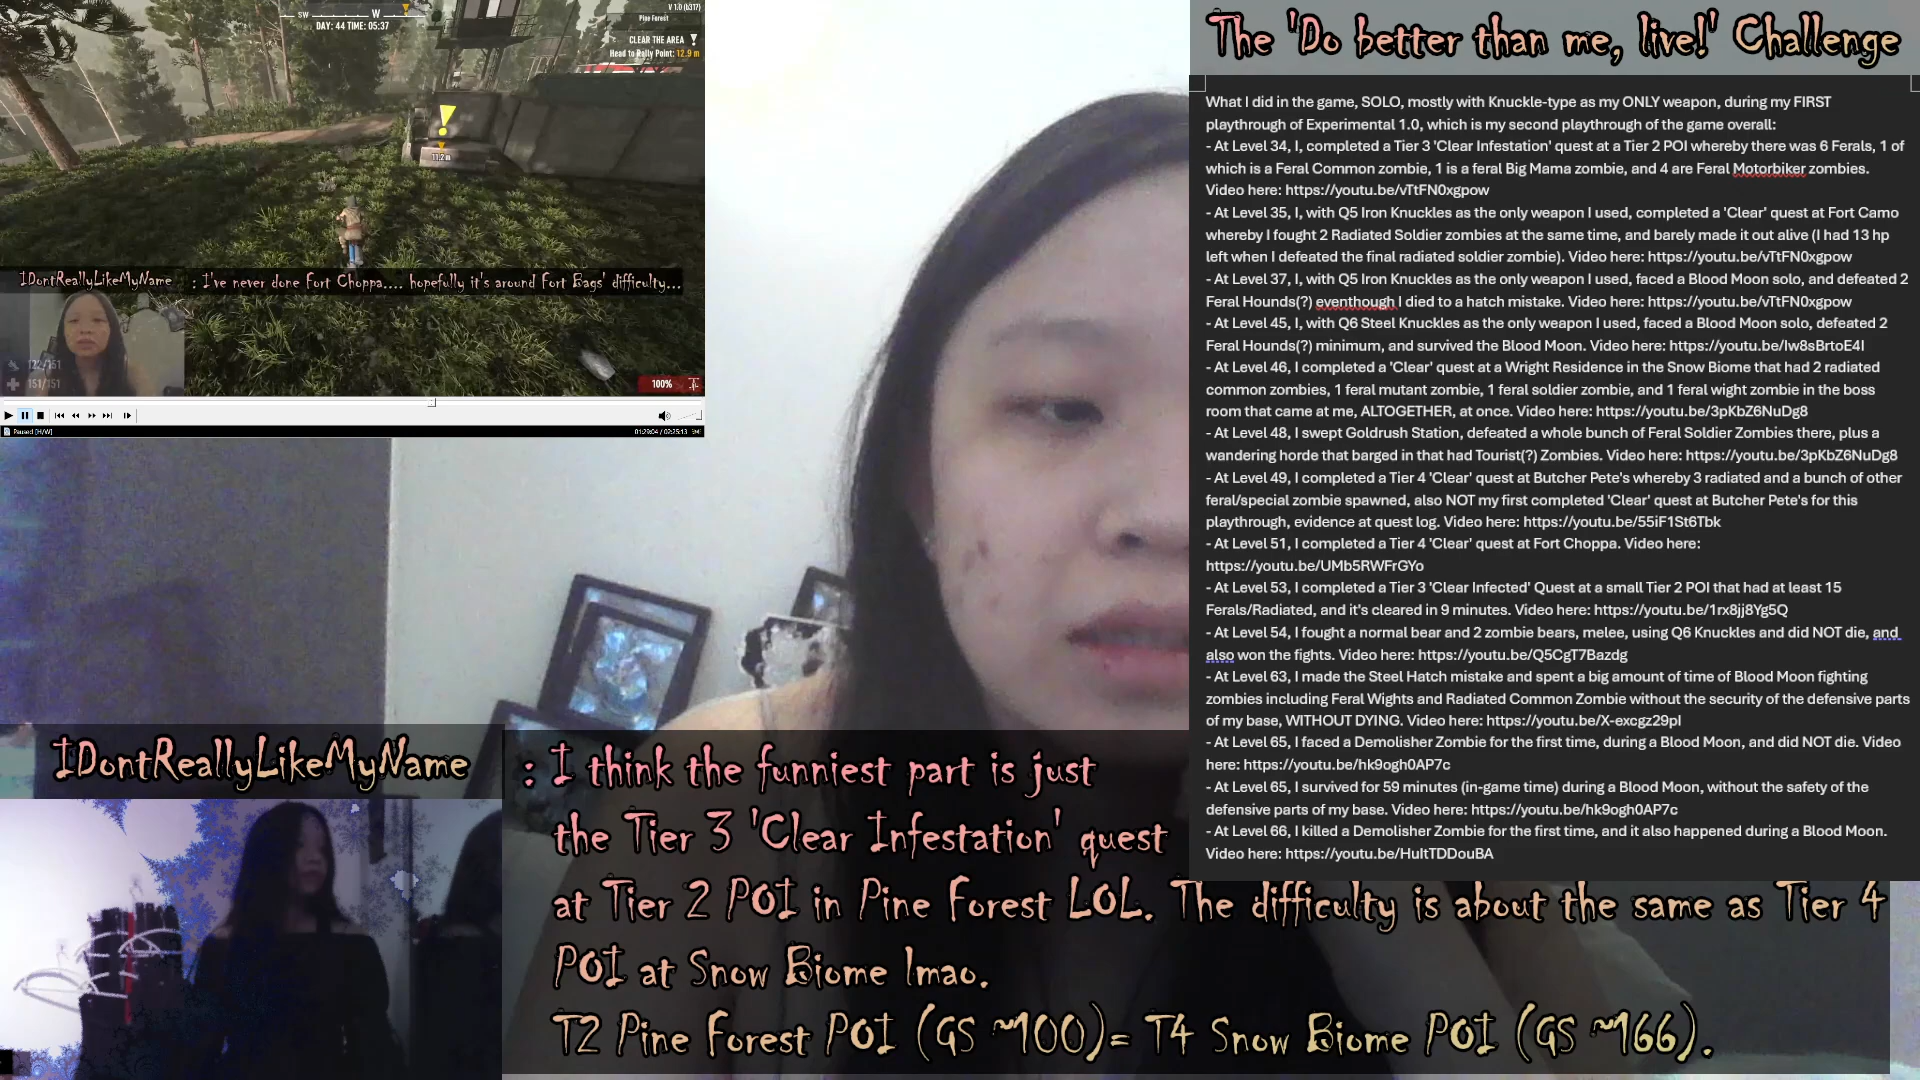 SW
W
DAY: 44 TIME: 05:37
V 1.0 (b317)
Pine Forest
CLEAR THE AREA
Head to Rally Point: 12.9 m
11.2 m
IDontReallyLikeMyName
: I've never done Fort Choppa.... hopefully it's around Fort Bags' difficulty...
122/151
151/151
100%
Paused [H/W]
01:29:04 / 02:25:13
The 'Do better than me, live!' Challenge
What I did in the game, SOLO, mostly with Knuckle-type as my ONLY weapon, during my FIRST
playthrough of Experimental 1.0, which is my second playthrough of the game overall:
- At Level 34, I, completed a Tier 3 'Clear Infestation' quest at a Tier 2 POI whereby there was 6 Ferals, 1 of
which is a Feral Common zombie, 1 is a feral Big Mama zombie, and 4 are Feral Motorbiker zombies.
Video here: https://youtu.be/vTtFN0xgpow
- At Level 35, I, with Q5 Iron Knuckles as the only weapon I used, completed a 'Clear' quest at Fort Camo
whereby I fought 2 Radiated Soldier zombies at the same time, and barely made it out alive (I had 13 hp
left when I defeated the final radiated soldier zombie). Video here: https://youtu.be/vTtFN0xgpow
- At Level 37, I, with Q5 Iron Knuckles as the only weapon I used, faced a Blood Moon solo, and defeated 2
Feral Hounds(?) eventhough I died to a hatch mistake. Video here: https://youtu.be/vTtFN0xgpow
- At Level 45, I, with Q6 Steel Knuckles as the only weapon I used, faced a Blood Moon solo, defeated 2
Feral Hounds(?) minimum, and survived the Blood Moon. Video here: https://youtu.be/Iw8sBrtoE4I
- At Level 46, I completed a 'Clear' quest at a Wright Residence in the Snow Biome that had 2 radiated
common zombies, 1 feral mutant zombie, 1 feral soldier zombie, and 1 feral wight zombie in the boss
room that came at me, ALTOGETHER, at once. Video here: https://youtu.be/3pKbZ6NuDg8
- At Level 48, I swept Goldrush Station, defeated a whole bunch of Feral Soldier Zombies there, plus a
wandering horde that barged in that had Tourist(?) Zombies. Video here: https://youtu.be/3pKbZ6NuDg8
- At Level 49, I completed a Tier 4 'Clear' quest at Butcher Pete's whereby 3 radiated and a bunch of other
feral/special zombie spawned, also NOT my first completed 'Clear' quest at Butcher Pete's for this
playthrough, evidence at quest log. Video here: https://youtu.be/55iF1St6Tbk
- At Level 51, I completed a Tier 4 'Clear' quest at Fort Choppa. Video here:
https://youtu.be/UMb5RWFrGYo
- At Level 53, I completed a Tier 3 'Clear Infected' Quest at a small Tier 2 POI that had at least 15
Ferals/Radiated, and it's cleared in 9 minutes. Video here: https://youtu.be/1rx8jj8Yg5Q
- At Level 54, I fought a normal bear and 2 zombie bears, melee, using Q6 Knuckles and did NOT die, and
also won the fights. Video here: https://youtu.be/Q5CgT7Bazdg
- At Level 63, I made the Steel Hatch mistake and spent a big amount of time of Blood Moon fighting
zombies including Feral Wights and Radiated Common Zombie without the security of the defensive parts
of my base, WITHOUT DYING. Video here: https://youtu.be/X-excgz29pI
- At Level 65, I faced a Demolisher Zombie for the first time, during a Blood Moon, and did NOT die. Video
here: https://youtu.be/hk9ogh0AP7c
- At Level 65, I survived for 59 minutes (in-game time) during a Blood Moon, without the safety of the
defensive parts of my base. Video here: https://youtu.be/hk9ogh0AP7c
- At Level 66, I killed a Demolisher Zombie for the first time, and it also happened during a Blood Moon.
Video here: https://youtu.be/HuItTDDouBA
IDontReallyLikeMyName
: I think the funniest part is just
the Tier 3 'Clear Infestation' quest
at Tier 2 POI in Pine Forest LOL. The difficulty is about the same as Tier 4
POI at Snow Biome lmao.
T2 Pine Forest POI (GS ~100)= T4 Snow Biome POI (GS ~166).